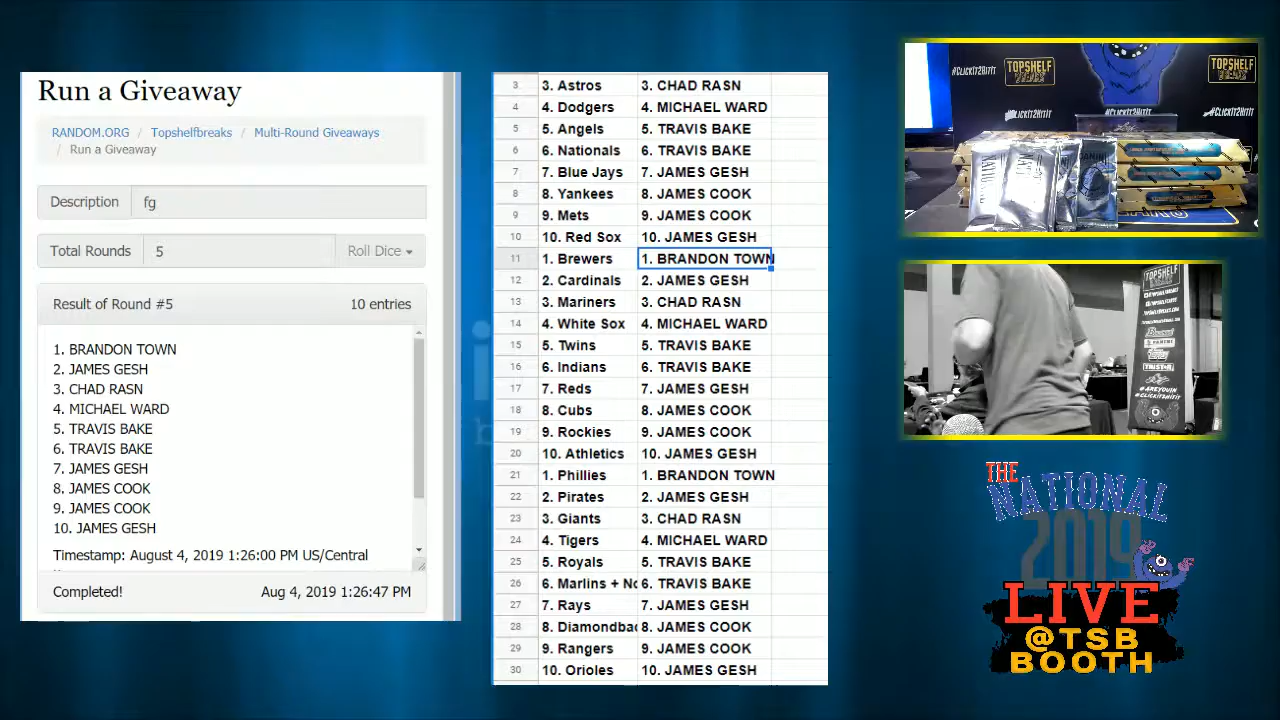 Run a Giveaway
RANDOM.ORG / Topshelfbreaks / Multi-Round Giveaways
/ Run a Giveaway
Description fg
Total Rounds 5 Roll Dice
Result of Round #5 10 entries
1. BRANDON TOWN
2. JAMES GESH
3. CHAD RASN
4. MICHAEL WARD
5. TRAVIS BAKE
6. TRAVIS BAKE
7. JAMES GESH
8. JAMES COOK
9. JAMES COOK
10. JAMES GESH
Timestamp: August 4, 2019 1:26:00 PM US/Central
Completed! Aug 4, 2019 1:26:47 PM
3 3. Astros 3. CHAD RASN
4 4. Dodgers 4. MICHAEL WARD
5 5. Angels 5. TRAVIS BAKE
6 6. Nationals 6. TRAVIS BAKE
7 7. Blue Jays 7. JAMES GESH
8 8. Yankees 8. JAMES COOK
9 9. Mets 9. JAMES COOK
10 10. Red Sox 10. JAMES GESH
11 1. Brewers 1. BRANDON TOWN
12 2. Cardinals 2. JAMES GESH
13 3. Mariners 3. CHAD RASN
14 4. White Sox 4. MICHAEL WARD
15 5. Twins 5. TRAVIS BAKE
16 6. Indians 6. TRAVIS BAKE
17 7. Reds 7. JAMES GESH
18 8. Cubs 8. JAMES COOK
19 9. Rockies 9. JAMES COOK
20 10. Athletics 10. JAMES GESH
21 1. Phillies 1. BRANDON TOWN
22 2. Pirates 2. JAMES GESH
23 3. Giants 3. CHAD RASN
24 4. Tigers 4. MICHAEL WARD
25 5. Royals 5. TRAVIS BAKE
26 6. Marlins + No 6. TRAVIS BAKE
27 7. Rays 7. JAMES GESH
28 8. Diamondbac 8. JAMES COOK
29 9. Rangers 9. JAMES COOK
30 10. Orioles 10. JAMES GESH
#CLICKIT2HITIT TOPSHELF BREAKS TOPSHELF BREAKS
#CLICKIT2HITIT #CLICKIT2HITIT
TOPSHELF
BREAKS
THE
NATIONAL
2019
LIVE
@TSB
BOOTH